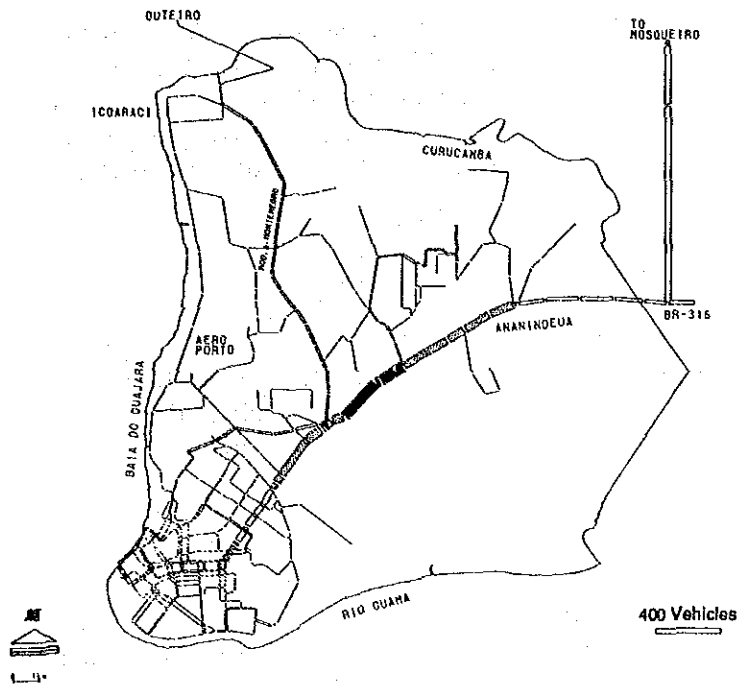 OUTEIRO
TO
MOSQUEIRO
ICOARACI
CURUCAMBA
ROD. A. MONTENEGRO
BR-316
ANANINDEUA
AERO
PORTO
BAIA DO GUAJARA
RIO GUAMA
400 Vehicles